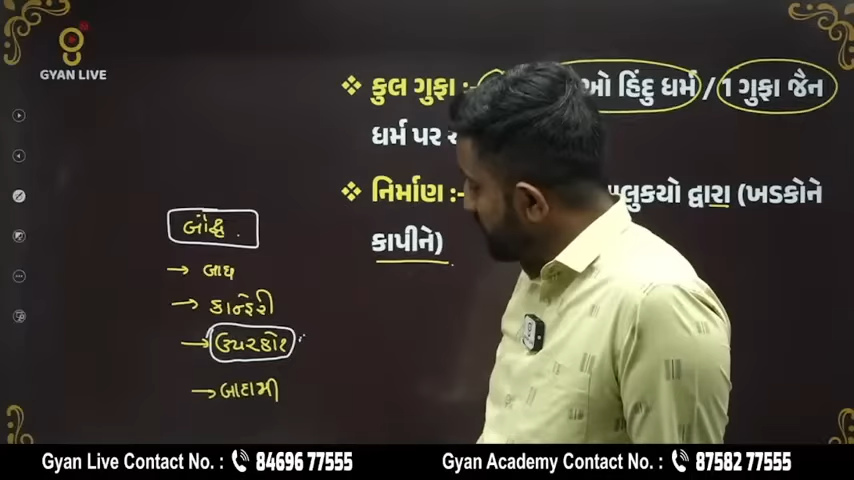 GYAN LIVE
❖ કુલ ગુફા :- ઓ હિંદુ ધર્મ / 1 ગુફા જૈન
ધર્મ પર
❖ નિર્માણ :- લુકયો દ્વારા (ખડકોને
કાપીને)
બૌદ્ધ.
→ બાઘ
→ કાન્હેરી
→ ઉપરકોટ
→ બાદામી
Gyan Live Contact No. : 84696 77555
Gyan Academy Contact No. : 87582 77555